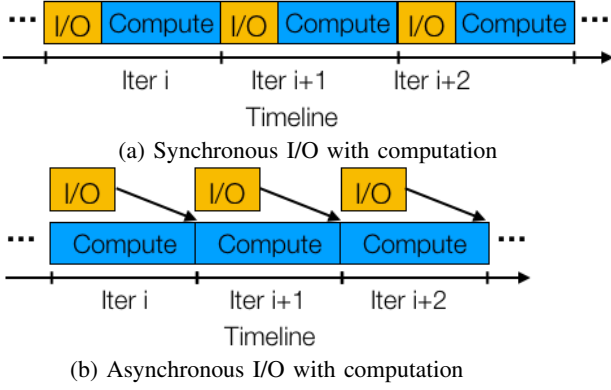 ... I/O Compute I/O Compute I/O Compute ...
Iter i Iter i+1 Iter i+2
Timeline
(a) Synchronous I/O with computation
I/O I/O I/O
... Compute Compute Compute ...
Iter i Iter i+1 Iter i+2
Timeline
(b) Asynchronous I/O with computation